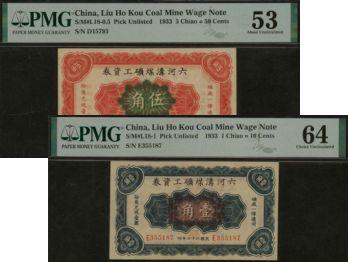 PMG
PAPER MONEY GUARANTY
China, Liu Ho Kou Coal Mine Wage Note
S/M#L18-0.5 Pick Unlisted 1933 5 Chiao = 50 Cents
S/N D15793
53
About Uncirculated
券資工礦煤溝河六
角伍
PMG
PAPER MONEY GUARANTY
China, Liu Ho Kou Coal Mine Wage Note
S/M#L18-1 Pick Unlisted 1933 1 Chiao = 10 Cents
S/N E355187
64
Choice Uncirculated
券資工礦煤溝河六
角壹
E355187
E355187